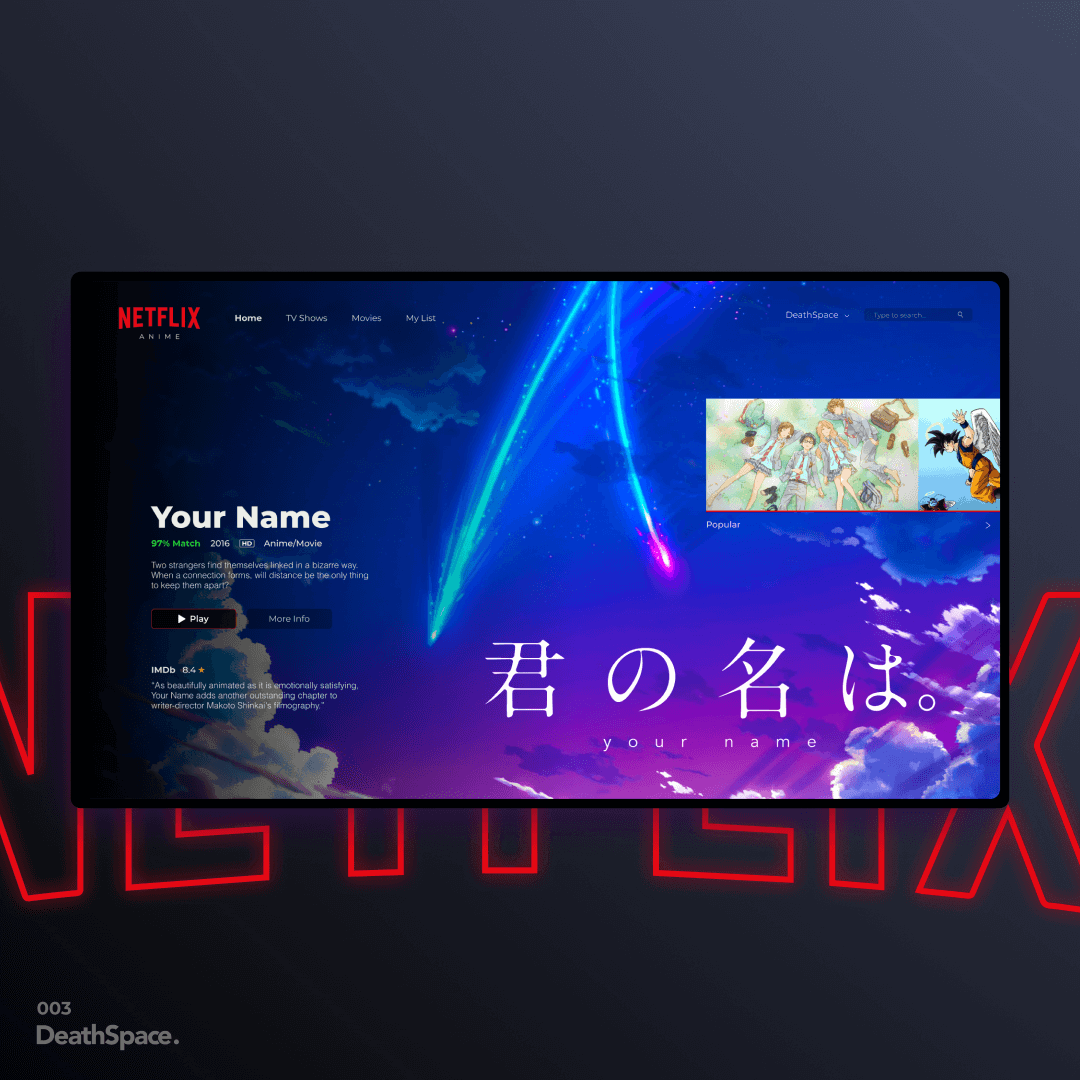 NETFLIX
ANIME
Home
TV Shows
Movies
My List
DeathSpace
Type to search..
Popular
Your Name
97% Match 2016 HD Anime/Movie
Two strangers find themselves linked in a bizarre way.
When a connection forms, will distance be the only thing
to keep them apart?
Play
More Info
IMDb 8.4
"As beautifully animated as it is emotionally satisfying,
Your Name adds another outstanding chapter to
writer-director Makoto Shinkai's filmography."
君の名は。
your name
NETFLIX
003
DeathSpace.